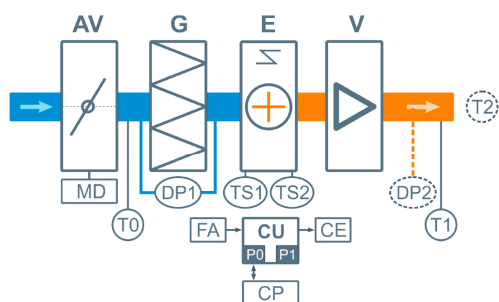 AV G E V
T2
MD DP1 TS1 TS2 DP2
T0 T1
FA CU CE
P0 P1
CP